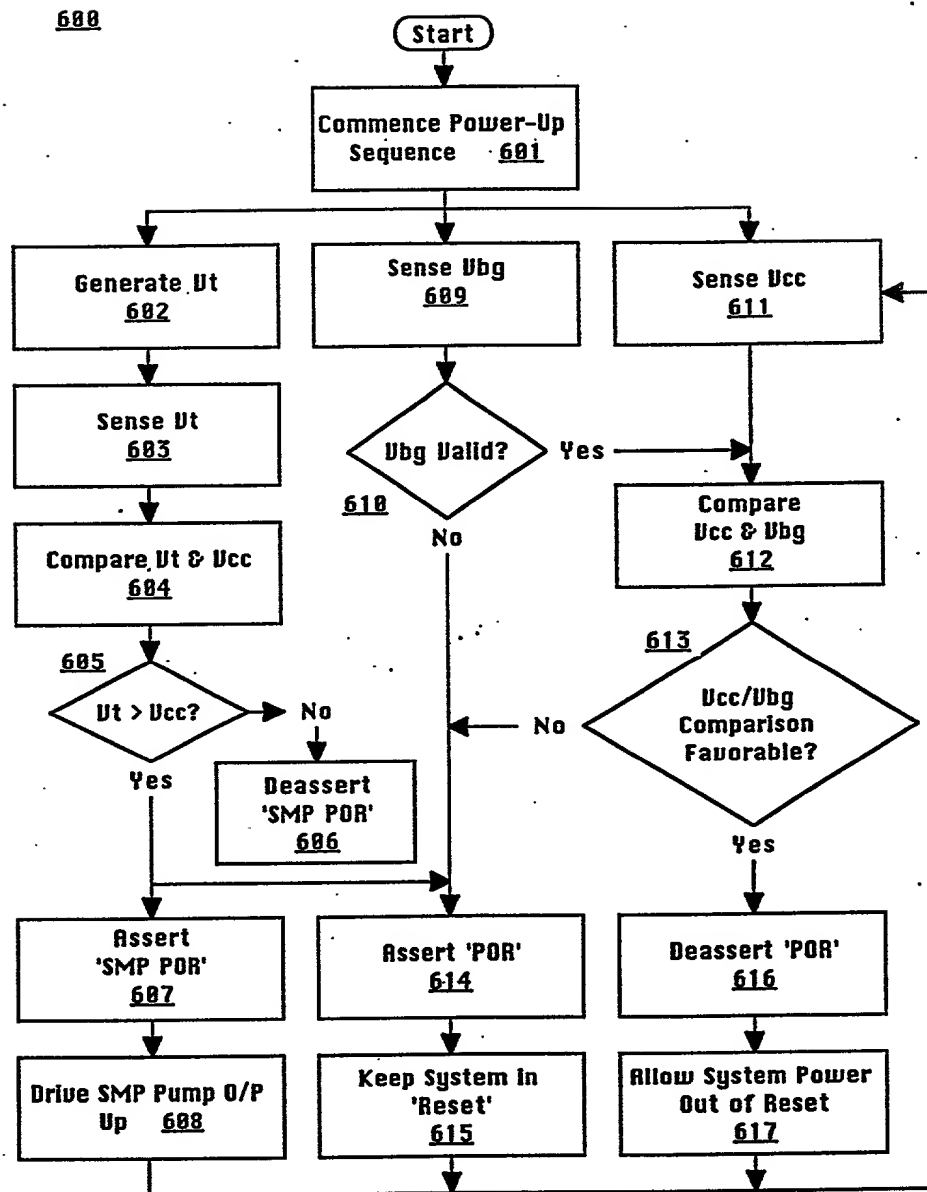 600
Start
Commence Power-Up
Sequence 601
Generate Vt
602
Sense Vbg
609
Sense Vcc
611
Sense Vt
603
Vbg Valid?
610
Yes
No
Compare Vt & Vcc
604
Compare
Vcc & Vbg
612
605
Vt > Vcc?
No
Yes
Deassert
'SMP POR'
606
613
Vcc/Vbg
Comparison
Favorable?
No
Yes
Assert
'SMP POR'
607
Assert 'POR'
614
Deassert 'POR'
616
Drive SMP Pump O/P
Up 608
Keep System in
'Reset'
615
Allow System Power
Out of Reset
617